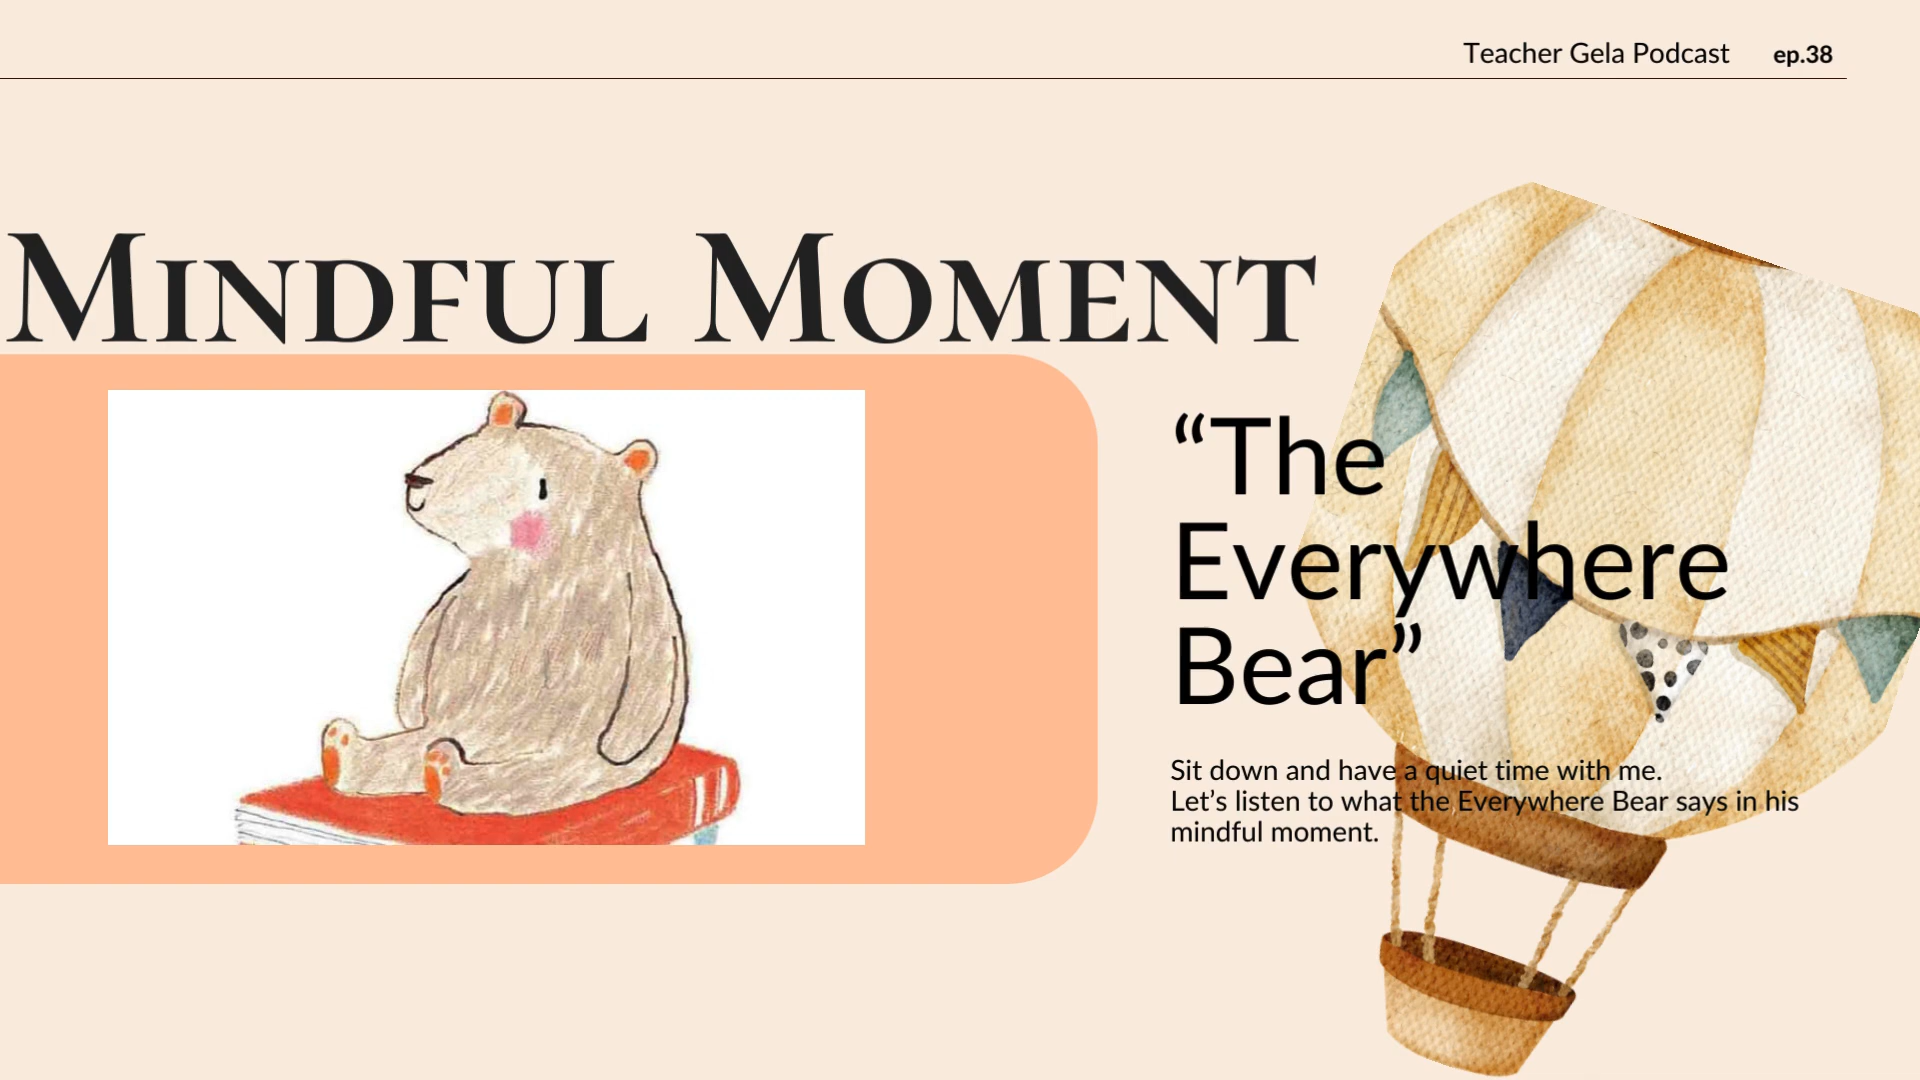 Teacher Gela Podcast ep.38
Mindful Moment
“The
Everywhere
Bear”
Sit down and have a quiet time with me.
Let’s listen to what the Everywhere Bear says in his
mindful moment.